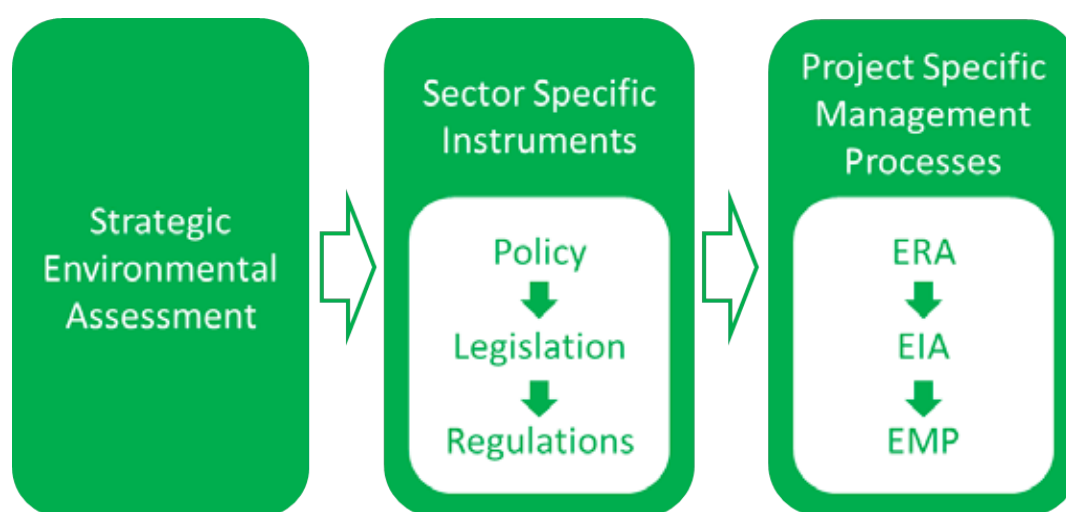 Strategic
Environmental
Assessment
Sector Specific
Instruments
Policy
Legislation
Regulations
Project Specific
Management
Processes
ERA
EIA
EMP